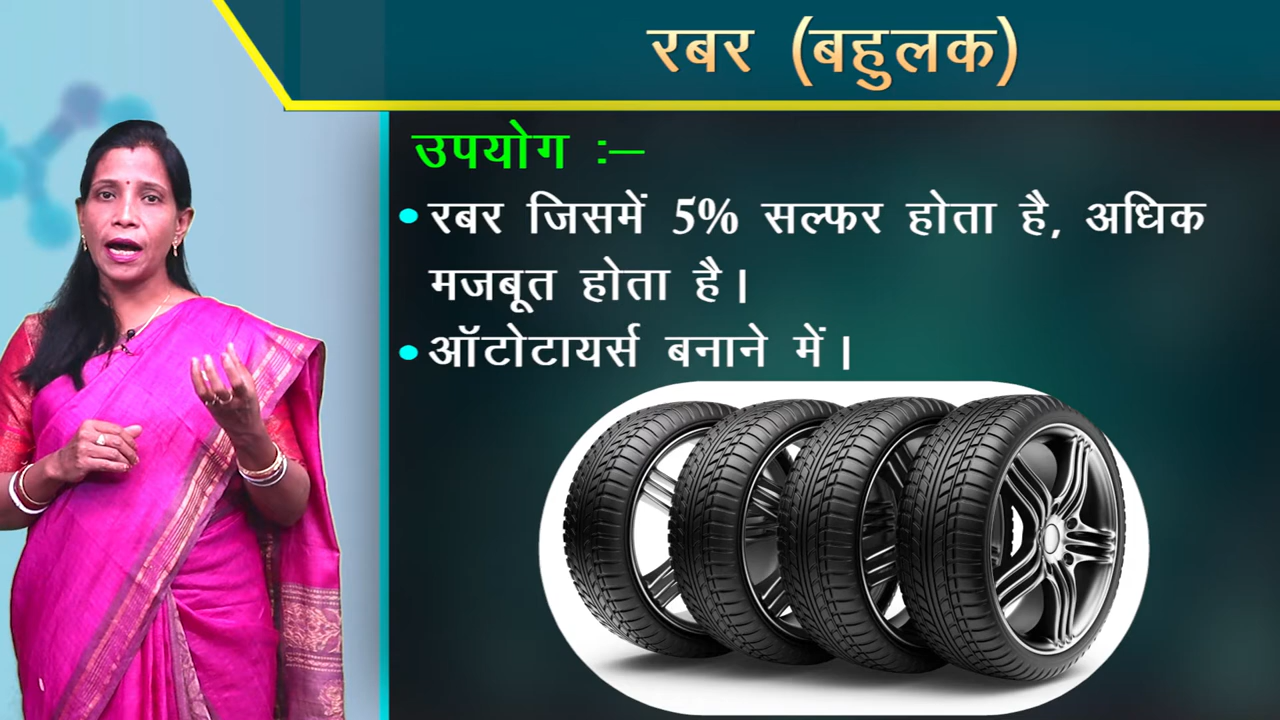 रबर (बहुलक)
उपयोग :–
• रबर जिसमें 5% सल्फर होता है, अधिक
मजबूत होता है।
• ऑटोटायर्स बनाने में।